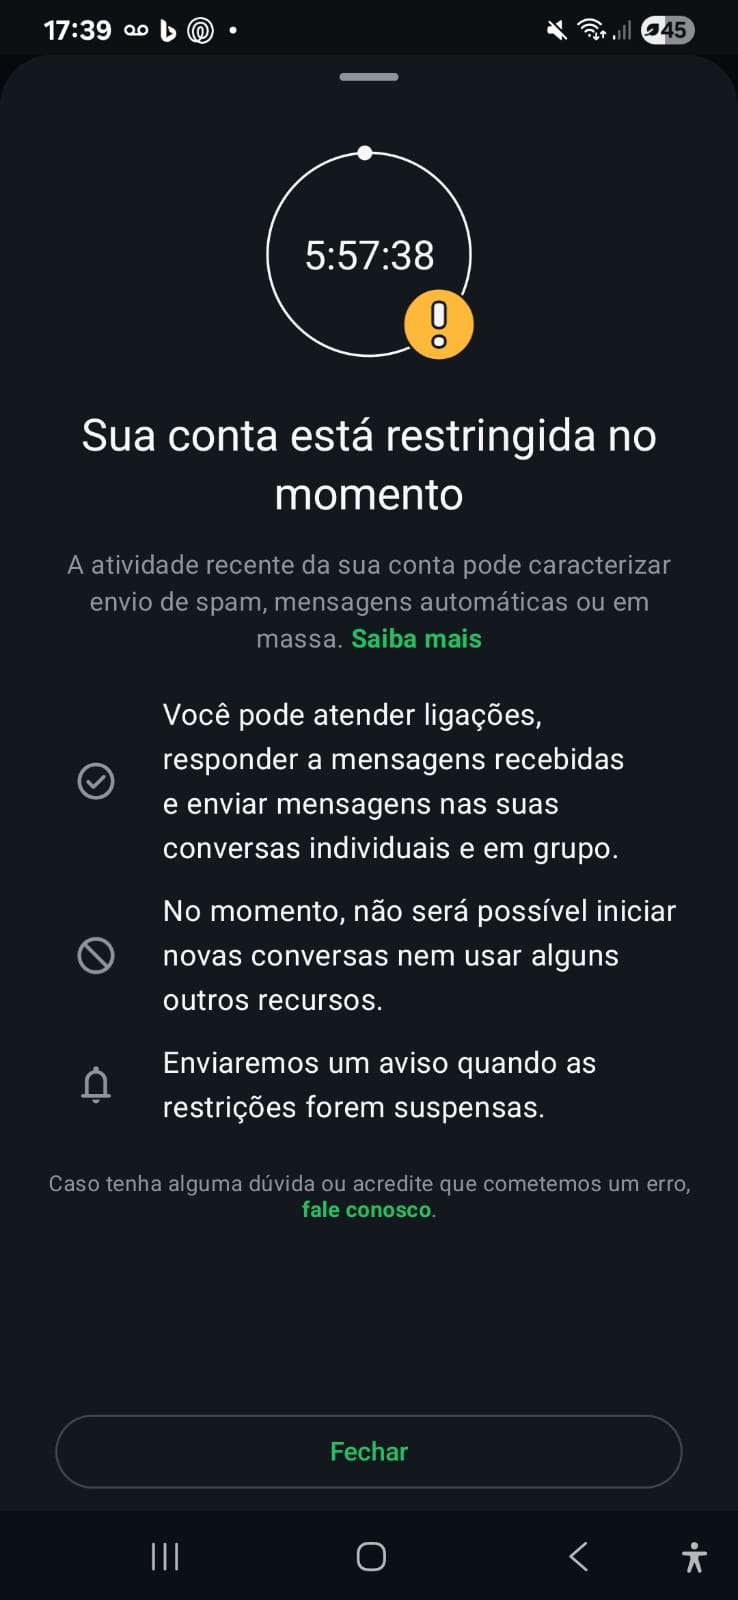 17:39
45
5:57:38
Sua conta está restringida no
momento
A atividade recente da sua conta pode caracterizar
envio de spam, mensagens automáticas ou em
massa. Saiba mais
Você pode atender ligações,
responder a mensagens recebidas
e enviar mensagens nas suas
conversas individuais e em grupo.
No momento, não será possível iniciar
novas conversas nem usar alguns
outros recursos.
Enviaremos um aviso quando as
restrições forem suspensas.
Caso tenha alguma dúvida ou acredite que cometemos um erro,
fale conosco.
Fechar